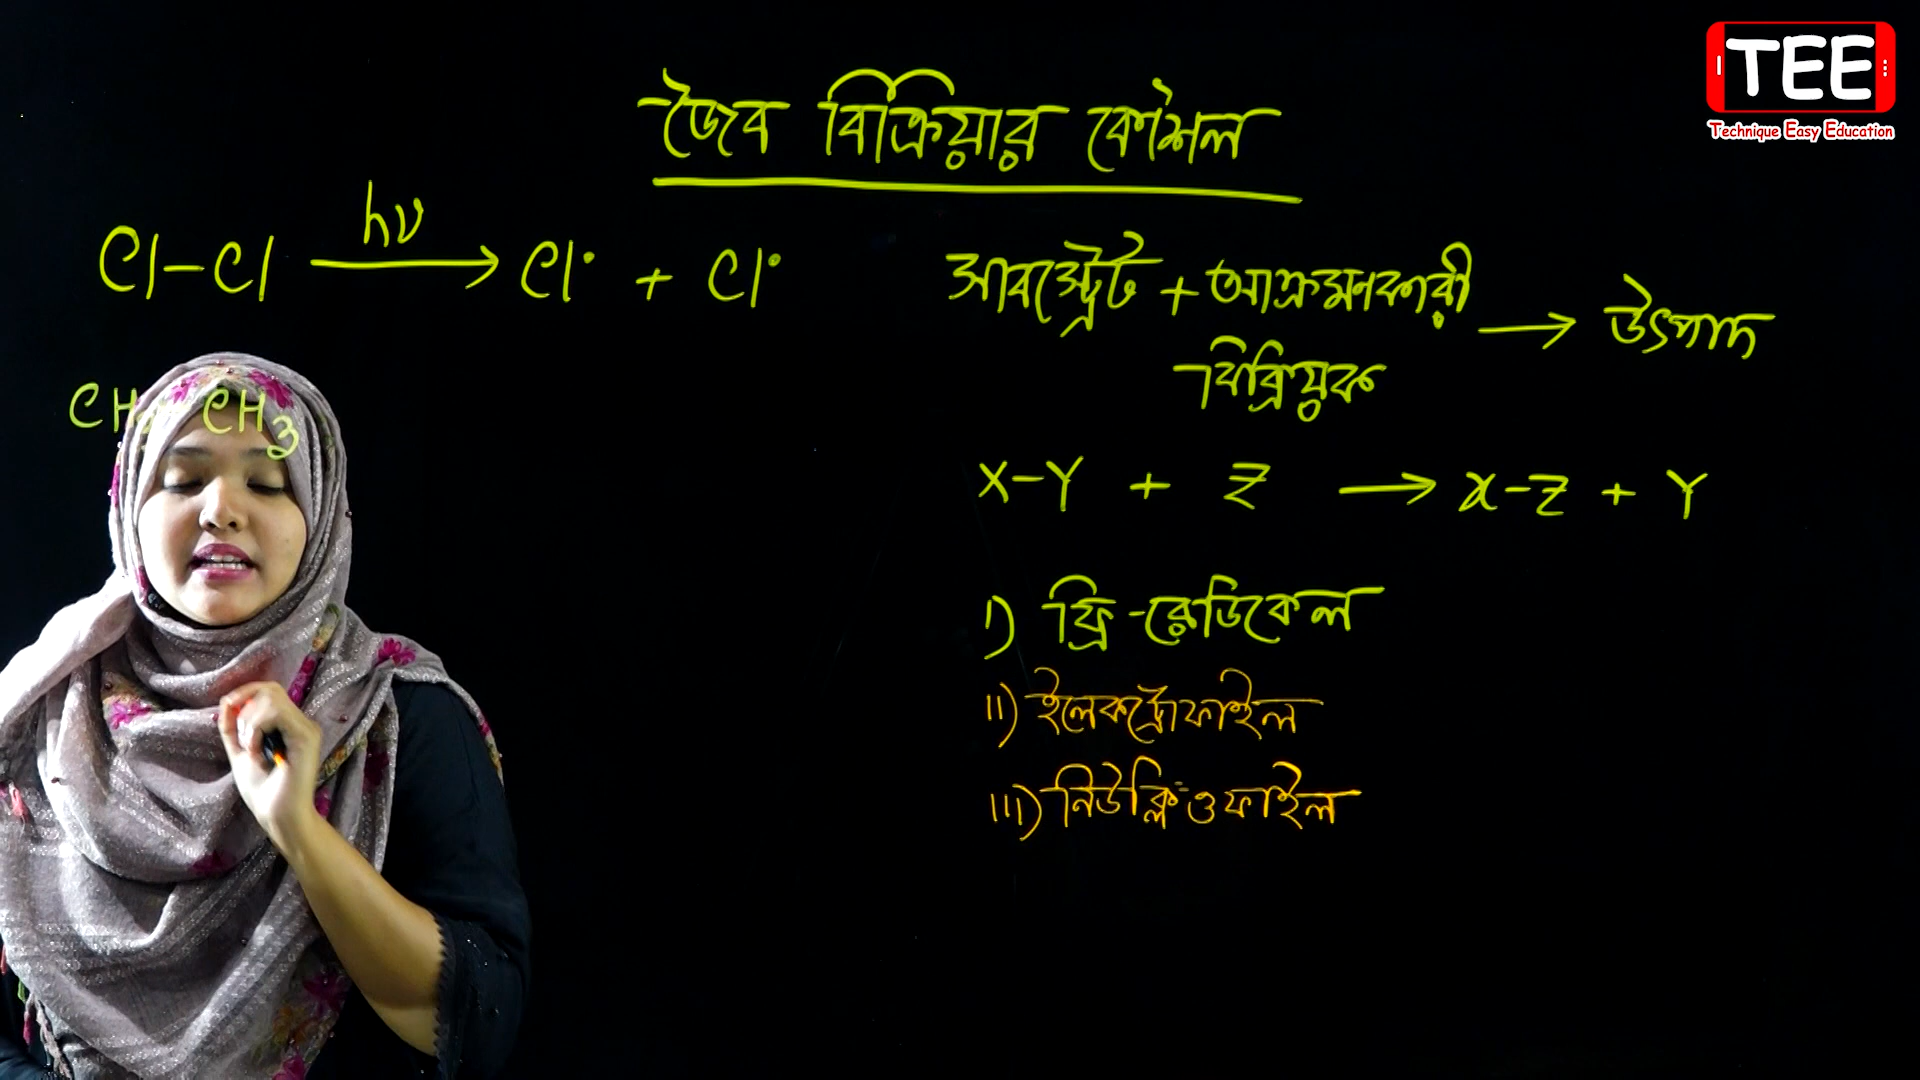 TEE
Technique Easy Education
জৈব বিক্রিয়ার কৌশল
Cl–Cl hν → Cl• + Cl•
CH CH3
সাবস্ট্রেট + আক্রমনকারী → উৎপাদ
বিক্রিয়ক
X–Y + Z → X–Z + Y
i) ফ্রি-রেডিকেল
ii) ইলেকট্রোফাইল
iii) নিউক্লিওফাইল